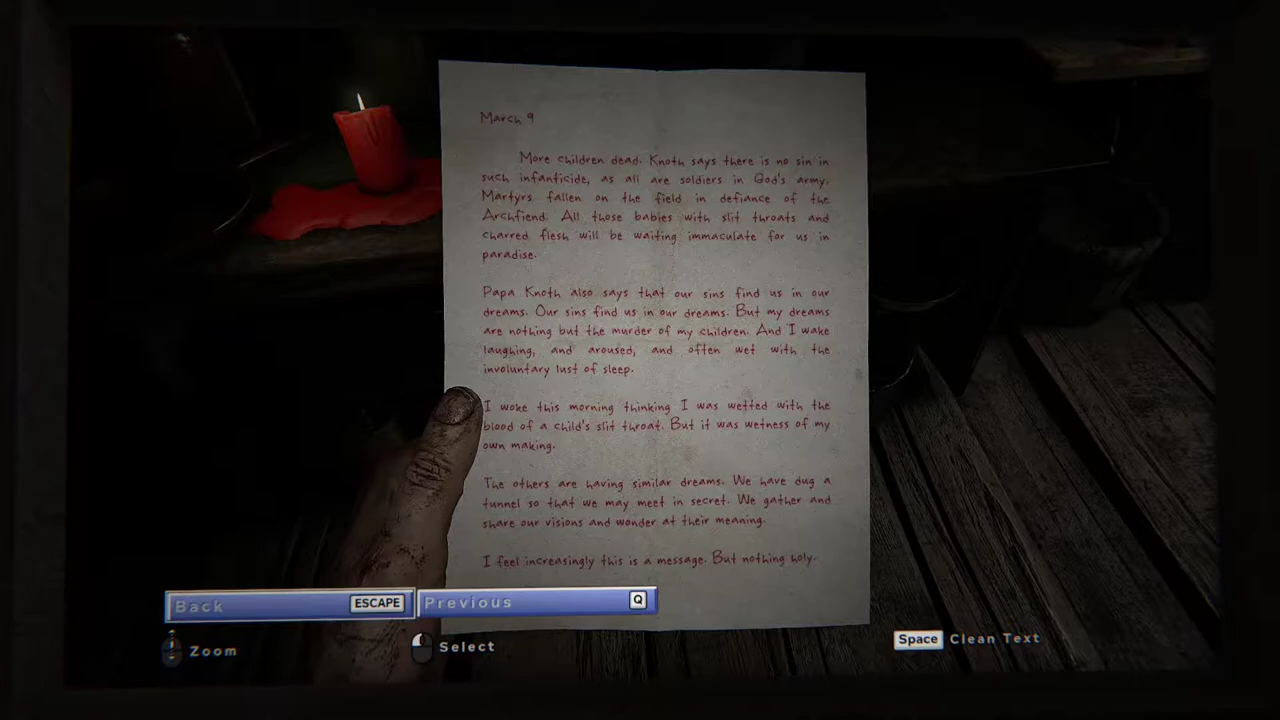 March 9
More children dead. Knoth says there is no sin in
such infanticide, as all are soldiers in God's army.
Martyrs fallen on the field in defiance of the
Archfiend. All those babies with slit throats and
charred flesh will be waiting immaculate for us in
paradise.
Papa Knoth also says that our sins find us in our
dreams. Our sins find us in our dreams. But my dreams
are nothing but the murder of my children. And I wake
laughing, and aroused, and often wet with the
involuntary lust of sleep.
I woke this morning thinking I was wetted with the
blood of a child's slit throat. But it was wetness of my
own making.
The others are having similar dreams. We have dug a
tunnel so that we may meet in secret. We gather and
share our visions and wonder at their meaning.
I feel increasingly this is a message. But nothing holy.
Back ESCAPE Previous Q
Zoom Select Space Clean Text